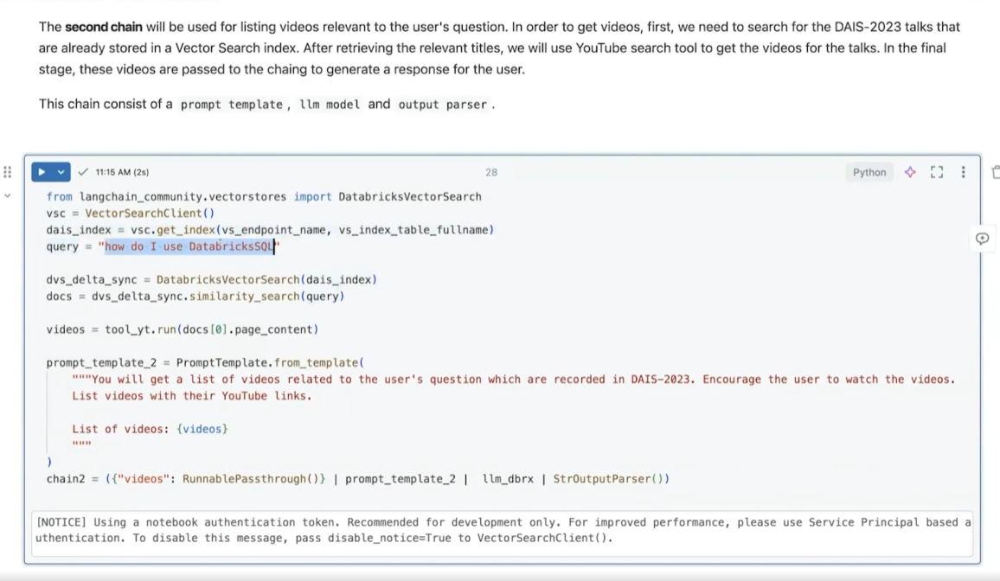 The second chain will be used for listing videos relevant to the user's question. In order to get videos, first, we need to search for the DAIS-2023 talks that
are already stored in a Vector Search index. After retrieving the relevant titles, we will use YouTube search tool to get the videos for the talks. In the final
stage, these videos are passed to the chaing to generate a response for the user.
This chain consist of a prompt template , llm model and output parser .
11:15 AM (2s) 28 Python
from langchain_community.vectorstores import DatabricksVectorSearch
vsc = VectorSearchClient()
dais_index = vsc.get_index(vs_endpoint_name, vs_index_table_fullname)
query = "how do I use DatabricksSQL"
dvs_delta_sync = DatabricksVectorSearch(dais_index)
docs = dvs_delta_sync.similarity_search(query)
videos = tool_yt.run(docs[0].page_content)
prompt_template_2 = PromptTemplate.from_template(
"""You will get a list of videos related to the user's question which are recorded in DAIS-2023. Encourage the user to watch the videos.
List videos with their YouTube links.
List of videos: {videos}
"""
)
chain2 = ({"videos": RunnablePassthrough()} | prompt_template_2 | llm_dbrx | StrOutputParser())
[NOTICE] Using a notebook authentication token. Recommended for development only. For improved performance, please use Service Principal based a
uthentication. To disable this message, pass disable_notice=True to VectorSearchClient().